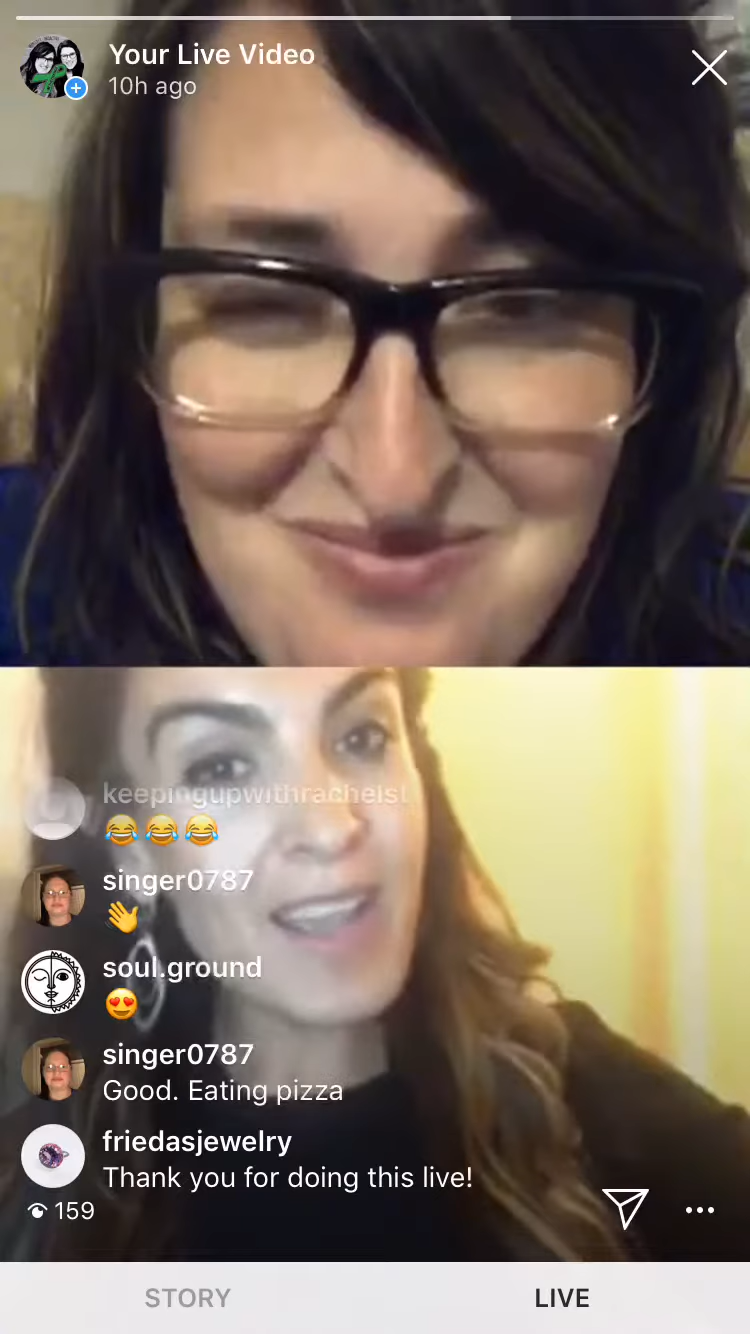 Your Live Video
10h ago
keepingupwithrachelst
😂😂😂
singer0787
👋
soul.ground
😍
singer0787
Good. Eating pizza
friedasjewelry
Thank you for doing this live!
159
STORY
LIVE